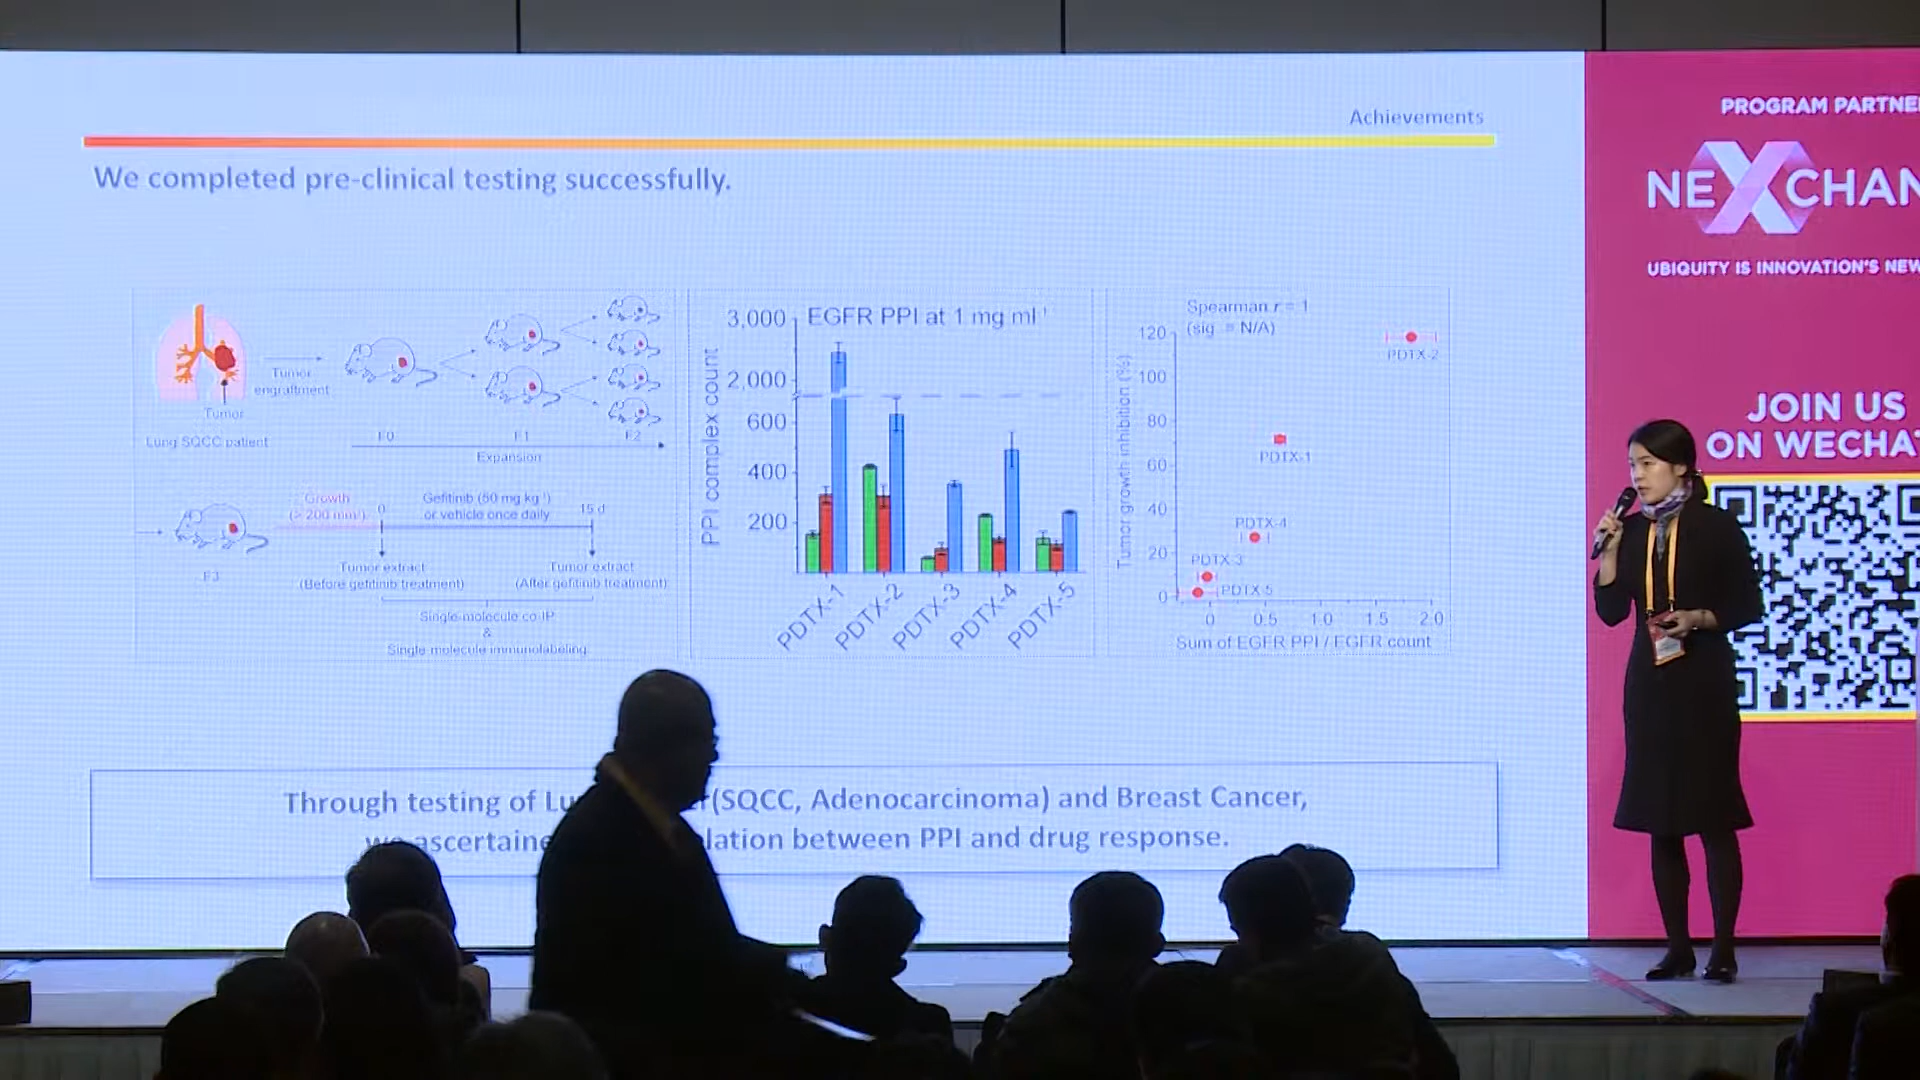 Achievements
We completed pre-clinical testing successfully.
Tumor
engraftment
Tumor
Lung SQCC patient
F0
F1
F2
Expansion
Growth
(> 200 mm³)
0
Gefitinib (50 mg kg⁻¹)
or vehicle once daily
15 d
F3
Tumor extract
(Before gefitinib treatment)
Tumor extract
(After gefitinib treatment)
Single-molecule co-IP
&
Single-molecule immunolabeling
EGFR PPI at 1 mg ml⁻¹
PPI complex count
3,000
2,000
600
400
200
PDTX-1
PDTX-2
PDTX-3
PDTX-4
PDTX-5
Spearman r = 1
(sig. = N/A)
Tumor growth inhibition (%)
120
100
80
60
40
20
0
PDTX-2
PDTX-1
PDTX-4
PDTX-3
PDTX-5
0
0.5
1.0
1.5
2.0
Sum of EGFR PPI / EGFR count
Through testing of (SQCC, Adenocarcinoma) and Breast Cancer,
we between PPI and drug response.
PROGRAM PARTNE
NEXCHAN
UBIQUITY IS INNOVATION'S NEW
JOIN US
ON WECHAT